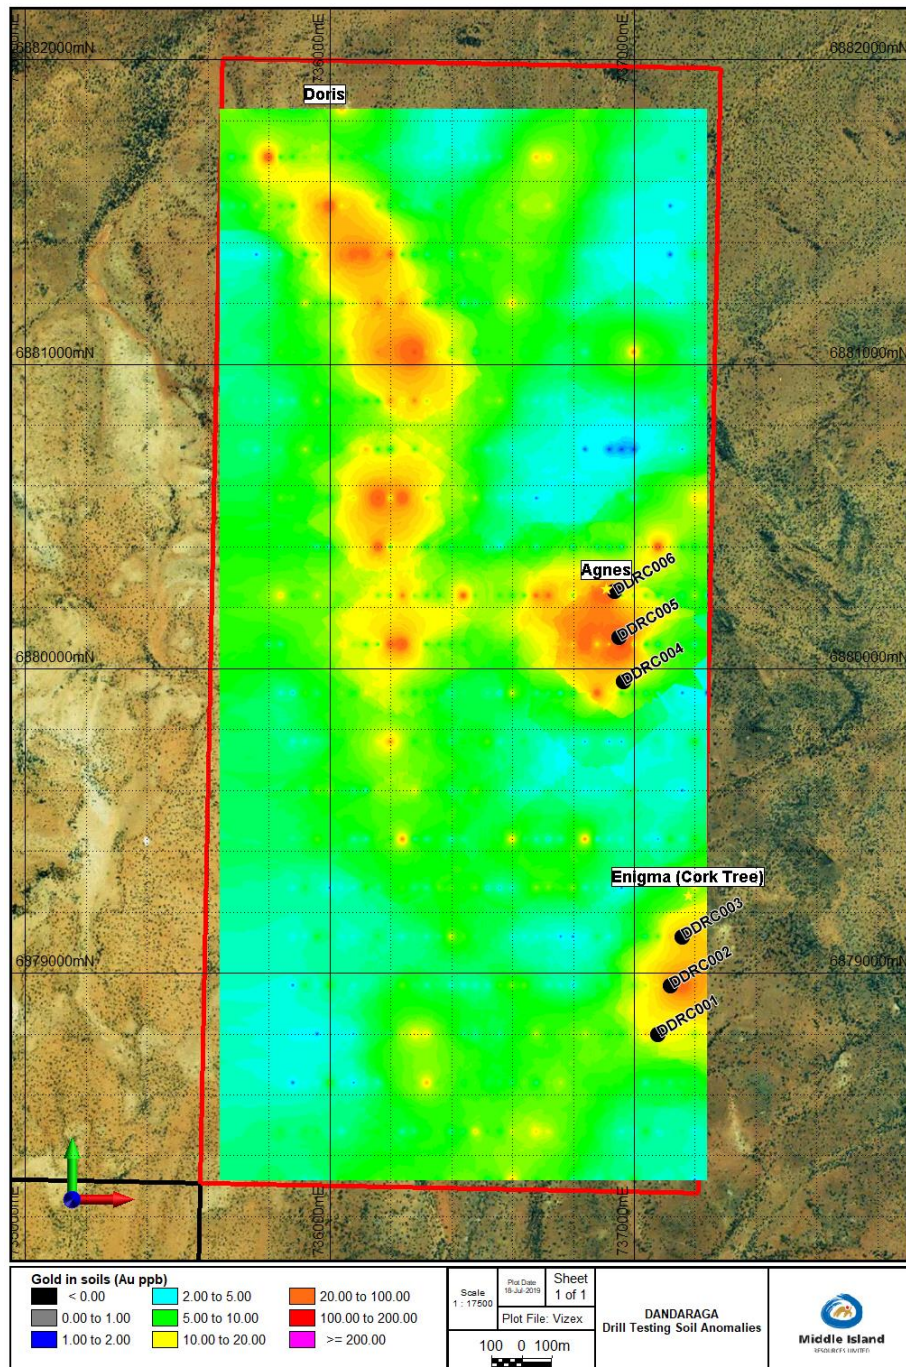 6882000mN
6882000mN
736000mE
737000mE
Doris
6881000mN
6881000mN
Agnes
DDRC006
DDRC005
DDRC004
6880000mN
6880000mN
Enigma (Cork Tree)
DDRC003
DDRC002
DDRC001
6879000mN
6879000mN
736000mE
737000mE
Gold in soils (Au ppb)
< 0.00
0.00 to 1.00
1.00 to 2.00
2.00 to 5.00
5.00 to 10.00
10.00 to 20.00
20.00 to 100.00
100.00 to 200.00
>= 200.00
Scale
1 : 17500
Plot Date
18-Jul-2019
Sheet
1 of 1
Plot File: Vizex
100 0 100m
DANDARAGA
Drill Testing Soil Anomalies
Middle Island
RESOURCES LIMITED